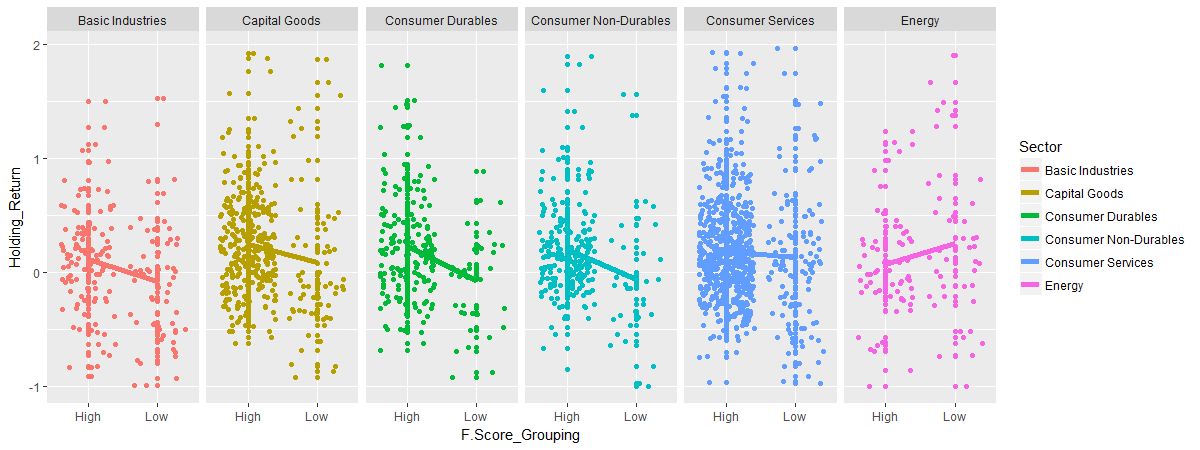 Basic Industries
Capital Goods
Consumer Durables
Consumer Non-Durables
Consumer Services
Energy
2
1
0
-1
Holding_Return
High
Low
High
Low
High
Low
High
Low
High
Low
High
Low
F.Score_Grouping
Sector
Basic Industries
Capital Goods
Consumer Durables
Consumer Non-Durables
Consumer Services
Energy